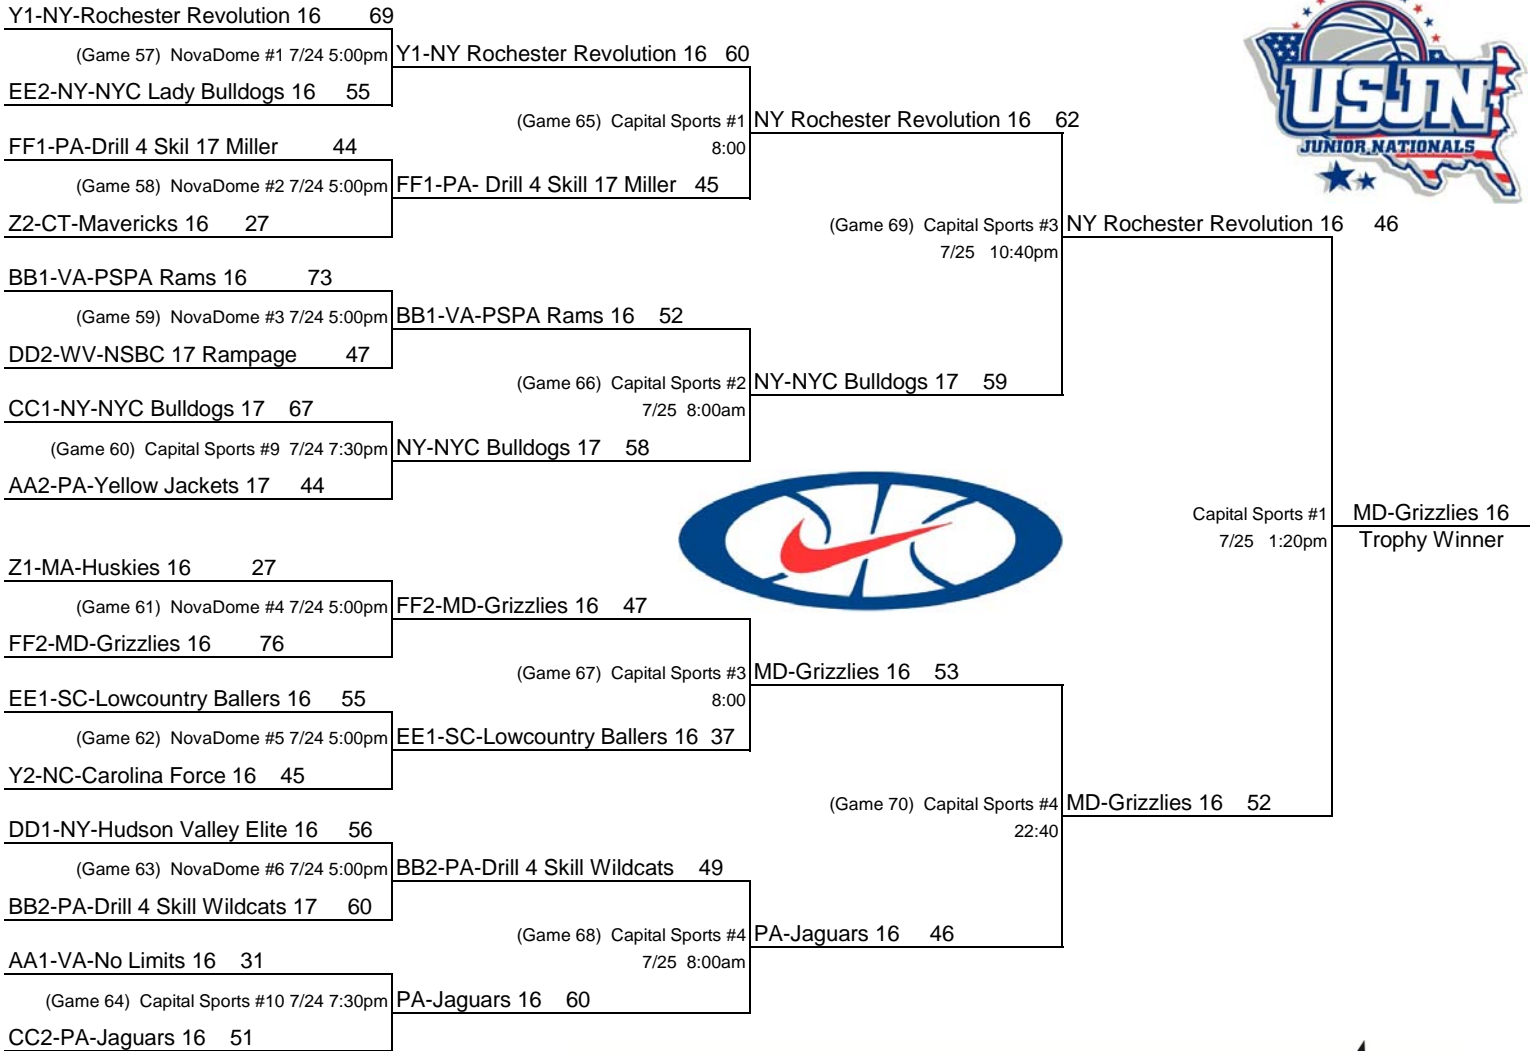 Y1-NY-Rochester Revolution 16 69
(Game 57) NovaDome #1 7/24 5:00pm
EE2-NY-NYC Lady Bulldogs 16 55
FF1-PA-Drill 4 Skil 17 Miller 44
(Game 58) NovaDome #2 7/24 5:00pm
Z2-CT-Mavericks 16 27
BB1-VA-PSPA Rams 16 73
(Game 59) NovaDome #3 7/24 5:00pm
DD2-WV-NSBC 17 Rampage 47
CC1-NY-NYC Bulldogs 17 67
(Game 60) Capital Sports #9 7/24 7:30pm
AA2-PA-Yellow Jackets 17 44
Z1-MA-Huskies 16 27
(Game 61) NovaDome #4 7/24 5:00pm
FF2-MD-Grizzlies 16 76
EE1-SC-Lowcountry Ballers 16 55
(Game 62) NovaDome #5 7/24 5:00pm
Y2-NC-Carolina Force 16 45
DD1-NY-Hudson Valley Elite 16 56
(Game 63) NovaDome #6 7/24 5:00pm
BB2-PA-Drill 4 Skill Wildcats 17 60
AA1-VA-No Limits 16 31
(Game 64) Capital Sports #10 7/24 7:30pm
CC2-PA-Jaguars 16 51
Y1-NY Rochester Revolution 16 60
(Game 65) Capital Sports #1
8:00
FF1-PA- Drill 4 Skill 17 Miller 45
BB1-VA-PSPA Rams 16 52
(Game 66) Capital Sports #2
7/25 8:00am
NY-NYC Bulldogs 17 58
FF2-MD-Grizzlies 16 47
(Game 67) Capital Sports #3
8:00
EE1-SC-Lowcountry Ballers 16 37
BB2-PA-Drill 4 Skill Wildcats 49
(Game 68) Capital Sports #4
7/25 8:00am
PA-Jaguars 16 60
NY Rochester Revolution 16 62
(Game 69) Capital Sports #3
7/25 10:40pm
NY-NYC Bulldogs 17 59
MD-Grizzlies 16 53
(Game 70) Capital Sports #4
22:40
PA-Jaguars 16 46
NY Rochester Revolution 16 46
Capital Sports #1
7/25 1:20pm
MD-Grizzlies 16 52
MD-Grizzlies 16
Trophy Winner
USJN
JUNIOR NATIONALS